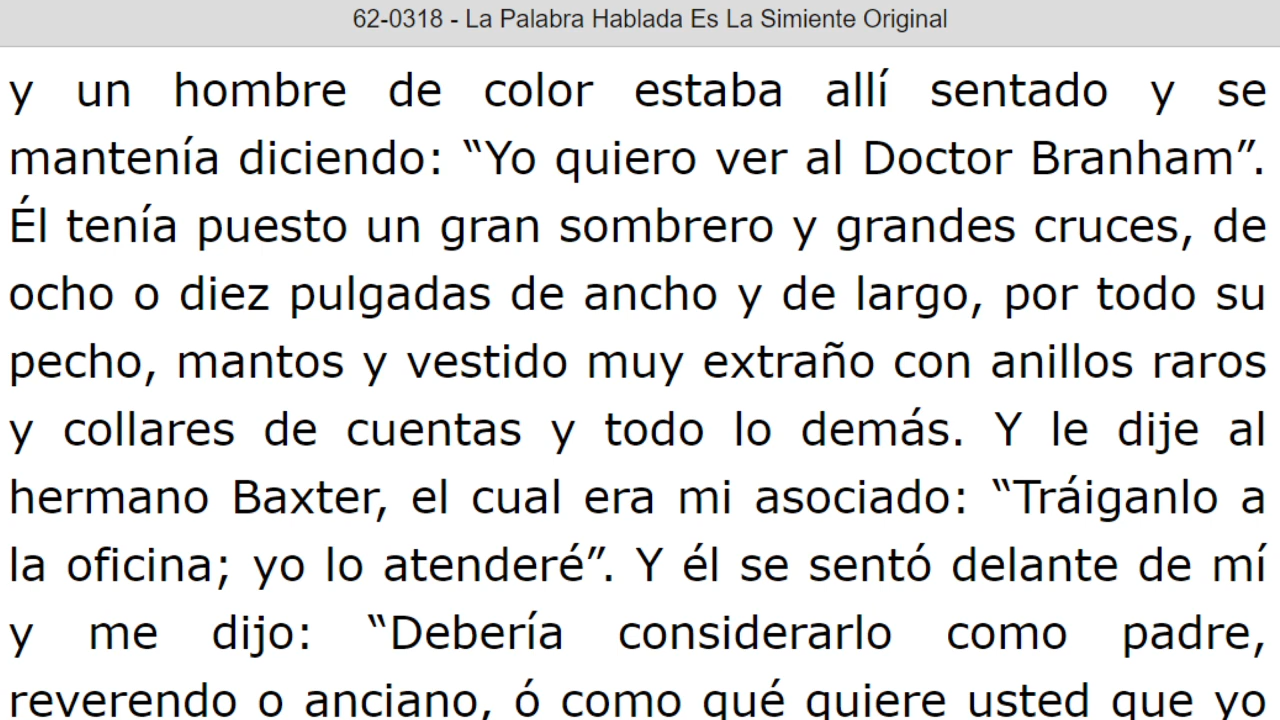 62-0318 - La Palabra Hablada Es La Simiente Original
y un hombre de color estaba allí sentado y se
mantenía diciendo: “Yo quiero ver al Doctor Branham”.
Él tenía puesto un gran sombrero y grandes cruces, de
ocho o diez pulgadas de ancho y de largo, por todo su
pecho, mantos y vestido muy extraño con anillos raros
y collares de cuentas y todo lo demás. Y le dije al
hermano Baxter, el cual era mi asociado: “Tráiganlo a
la oficina; yo lo atenderé”. Y él se sentó delante de mí
y me dijo: “Debería considerarlo como padre,
reverendo o anciano, ó como qué quiere usted que yo